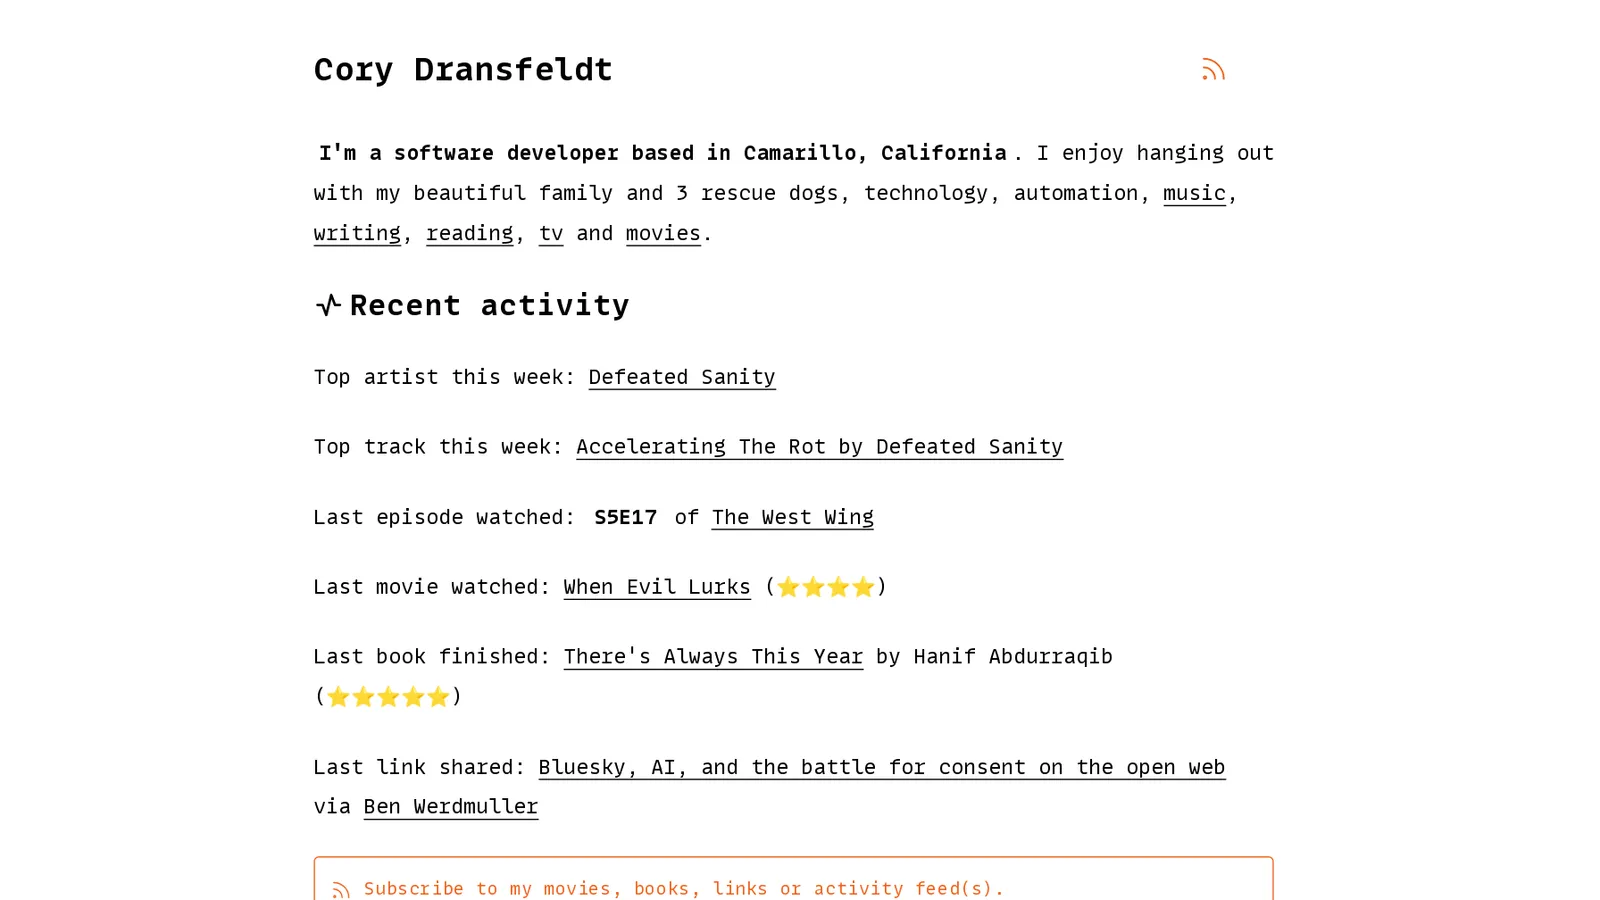 Cory Dransfeldt
I'm a software developer based in Camarillo, California. I enjoy hanging out
with my beautiful family and 3 rescue dogs, technology, automation, music,
writing, reading, tv and movies.
Recent activity
Top artist this week: Defeated Sanity
Top track this week: Accelerating The Rot by Defeated Sanity
Last episode watched: S5E17 of The West Wing
Last movie watched: When Evil Lurks (⭐⭐⭐⭐)
Last book finished: There's Always This Year by Hanif Abdurraqib
(⭐⭐⭐⭐⭐)
Last link shared: Bluesky, AI, and the battle for consent on the open web
via Ben Werdmuller
Subscribe to my movies, books, links or activity feed(s).